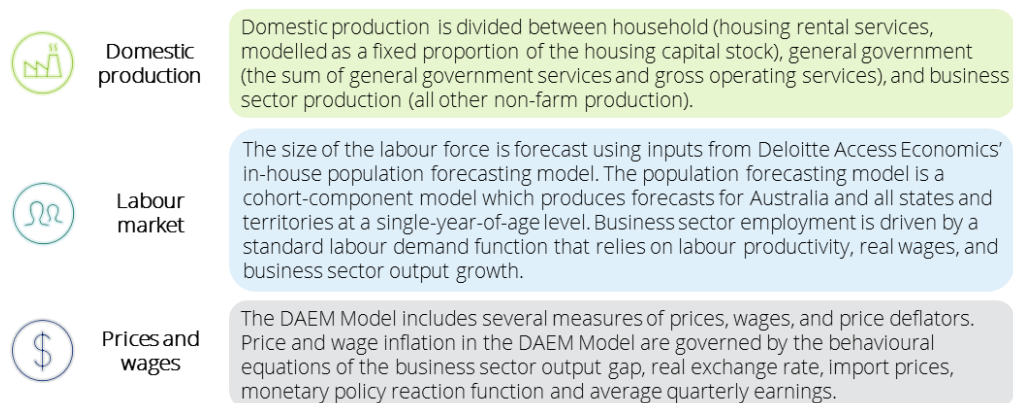 Domestic
production
Domestic production is divided between household (housing rental services,
modelled as a fixed proportion of the housing capital stock), general government
(the sum of general government services and gross operating services), and business
sector production (all other non-farm production).
Labour
market
The size of the labour force is forecast using inputs from Deloitte Access Economics’
in-house population forecasting model. The population forecasting model is a
cohort-component model which produces forecasts for Australia and all states and
territories at a single-year-of-age level. Business sector employment is driven by a
standard labour demand function that relies on labour productivity, real wages, and
business sector output growth.
$
Prices and
wages
The DAEM Model includes several measures of prices, wages, and price deflators.
Price and wage inflation in the DAEM Model are governed by the behavioural
equations of the business sector output gap, real exchange rate, import prices,
monetary policy reaction function and average quarterly earnings.